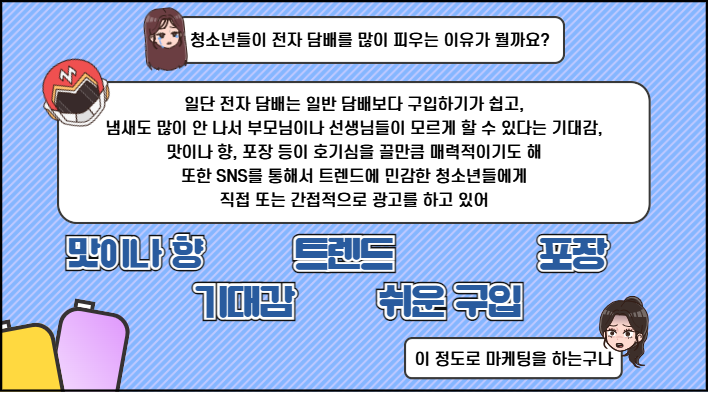 청소년들이 전자 담배를 많이 피우는 이유가 뭘까요?
일단 전자 담배는 일반 담배보다 구입하기가 쉽고,
냄새도 많이 안 나서 부모님이나 선생님들이 모르게 할 수 있다는 기대감,
맛이나 향, 포장 등이 호기심을 끌만큼 매력적이기도 해
또한 SNS를 통해서 트렌드에 민감한 청소년들에게
직접 또는 간접적으로 광고를 하고 있어
맛이나 향 트렌드 포장
기대감 쉬운 구입
이 정도로 마케팅을 하는구나